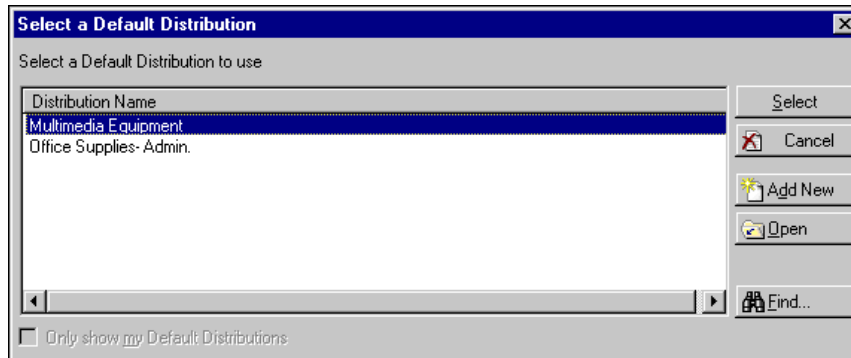 Select a Default Distribution
Select a Default Distribution to use
Distribution Name
Multimedia Equipment
Office Supplies- Admin.
Select
Cancel
Add New
Open
Find...
Only show my Default Distributions